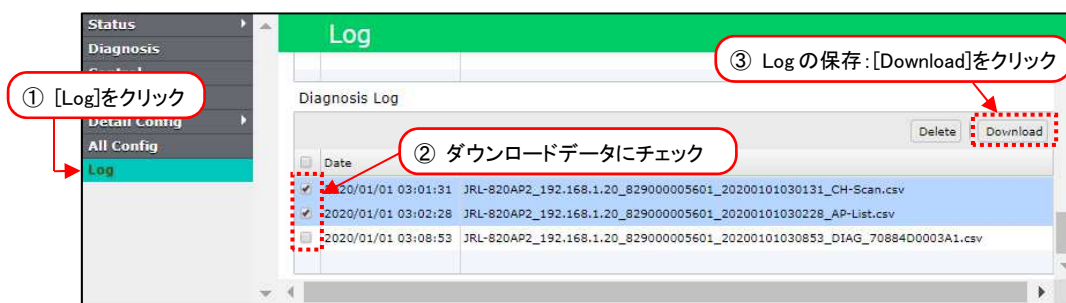 Status
Log
Diagnosis
③ Logの保存:[Download]をクリック
① [Log]をクリック
Diagnosis Log
Detail Config
Delete Download
All Config
② ダウンロードデータにチェック
Date
Log
2020/01/01 03:01:31 JRL-820AP2_192.168.1.20_829000005601_20200101030131_CH-Scan.csv
2020/01/01 03:02:28 JRL-820AP2_192.168.1.20_829000005601_20200101030228_AP-List.csv
2020/01/01 03:08:53 JRL-820AP2_192.168.1.20_829000005601_20200101030853_DIAG_70884D0003A1.csv